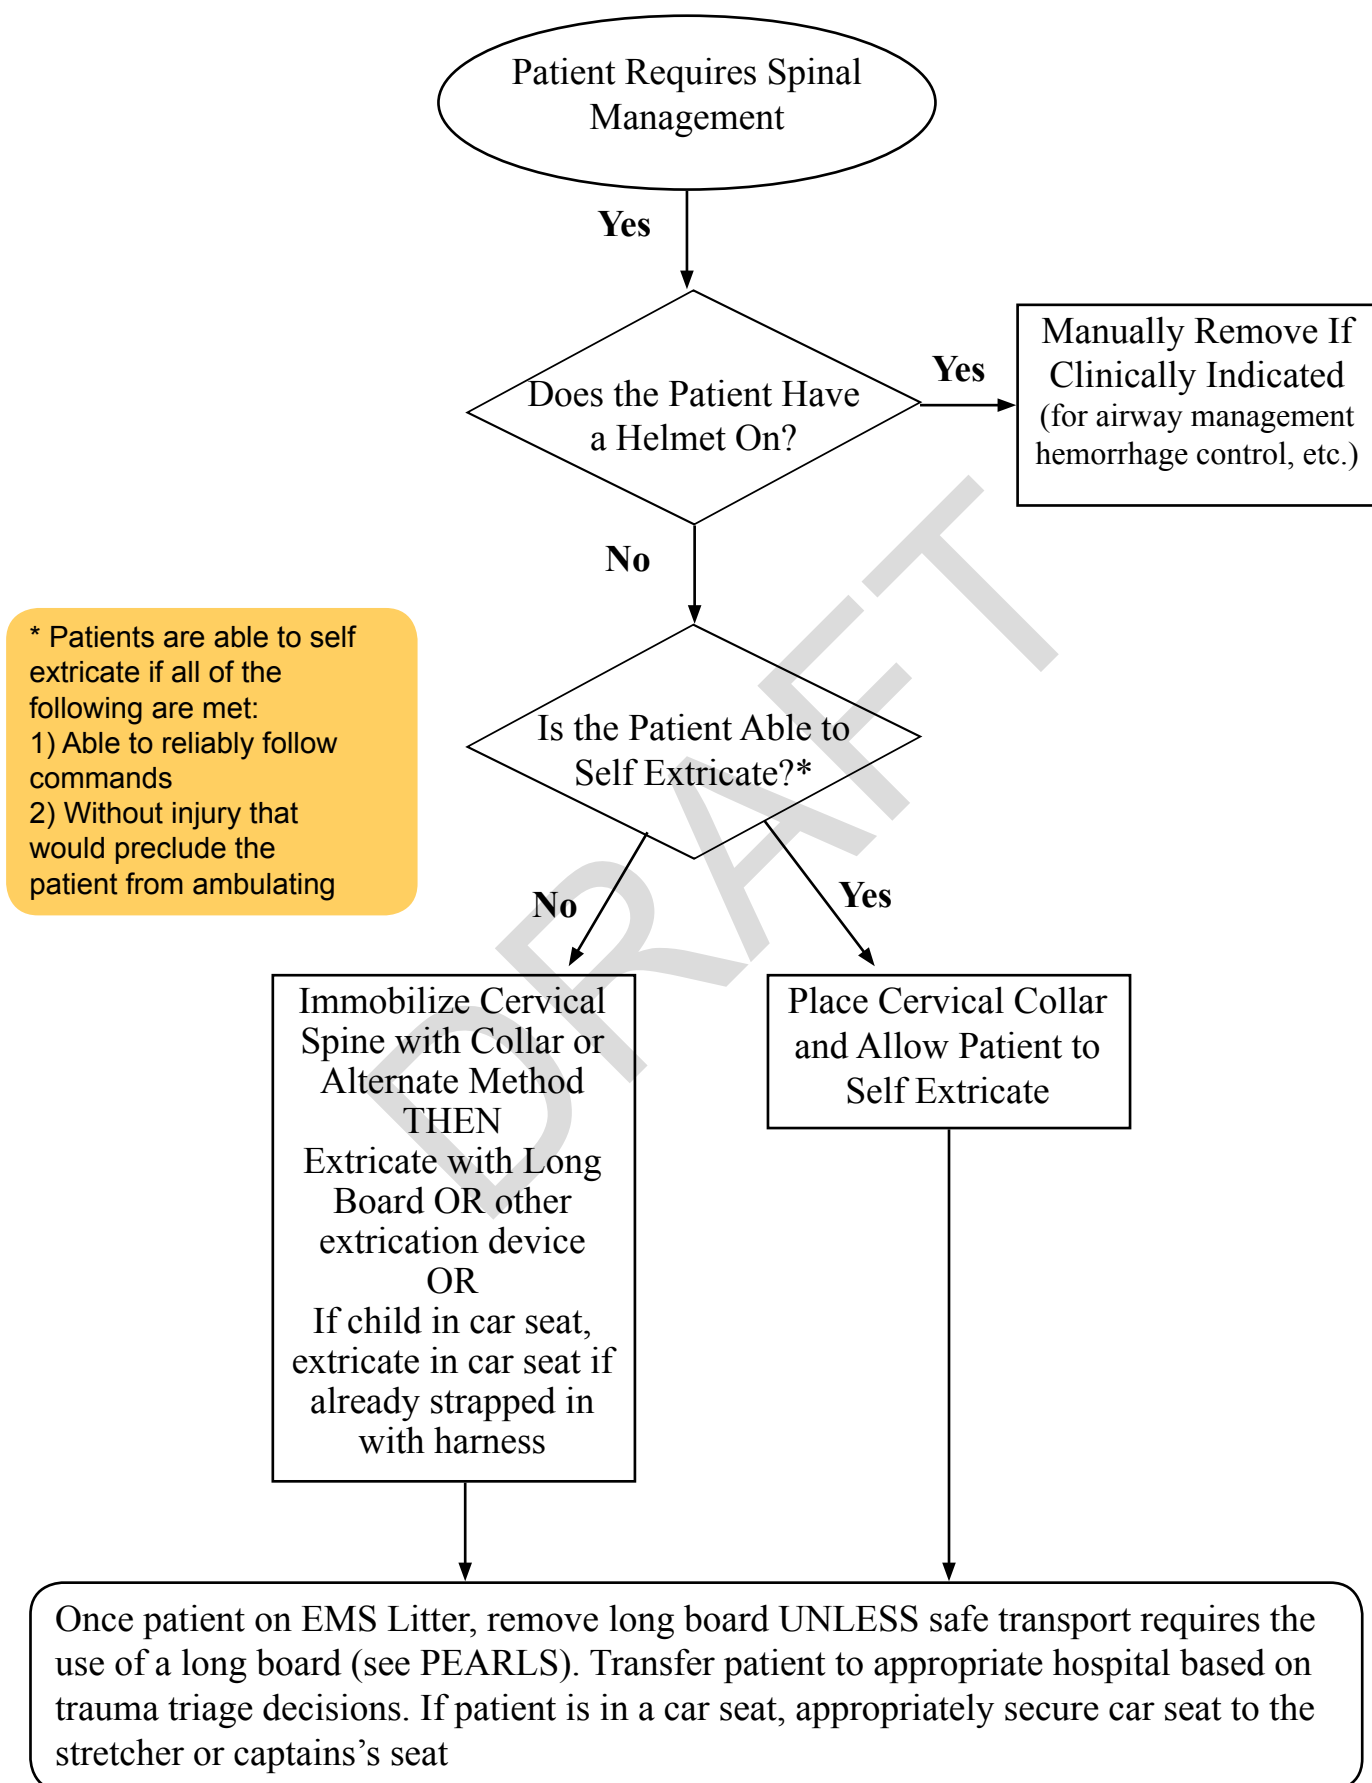 Patient Requires Spinal
Management
Yes
Does the Patient Have
a Helmet On?
Yes
Manually Remove If
Clinically Indicated
(for airway management
hemorrhage control, etc.)
No
* Patients are able to self
extricate if all of the
following are met:
1) Able to reliably follow
commands
2) Without injury that
would preclude the
patient from ambulating
Is the Patient Able to
Self Extricate?*
No
Yes
Immobilize Cervical
Spine with Collar or
Alternate Method
THEN
Extricate with Long
Board OR other
extrication device
OR
If child in car seat,
extricate in car seat if
already strapped in
with harness
Place Cervical Collar
and Allow Patient to
Self Extricate
Once patient on EMS Litter, remove long board UNLESS safe transport requires the
use of a long board (see PEARLS). Transfer patient to appropriate hospital based on
trauma triage decisions. If patient is in a car seat, appropriately secure car seat to the
stretcher or captains's seat
DRAFT